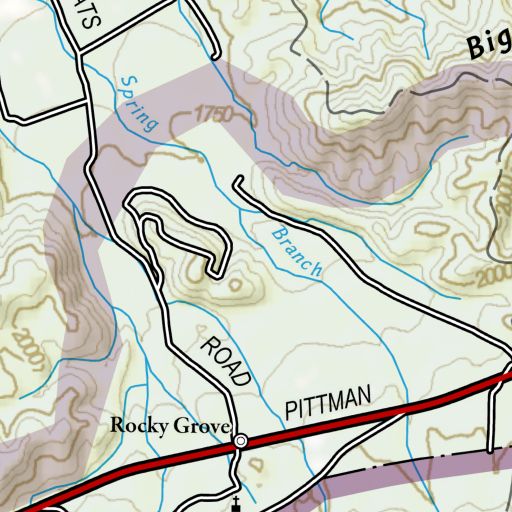 ATS
Big
Spring
1750
Branch
2000
2000
ROAD
PITTMAN
Rocky Grove